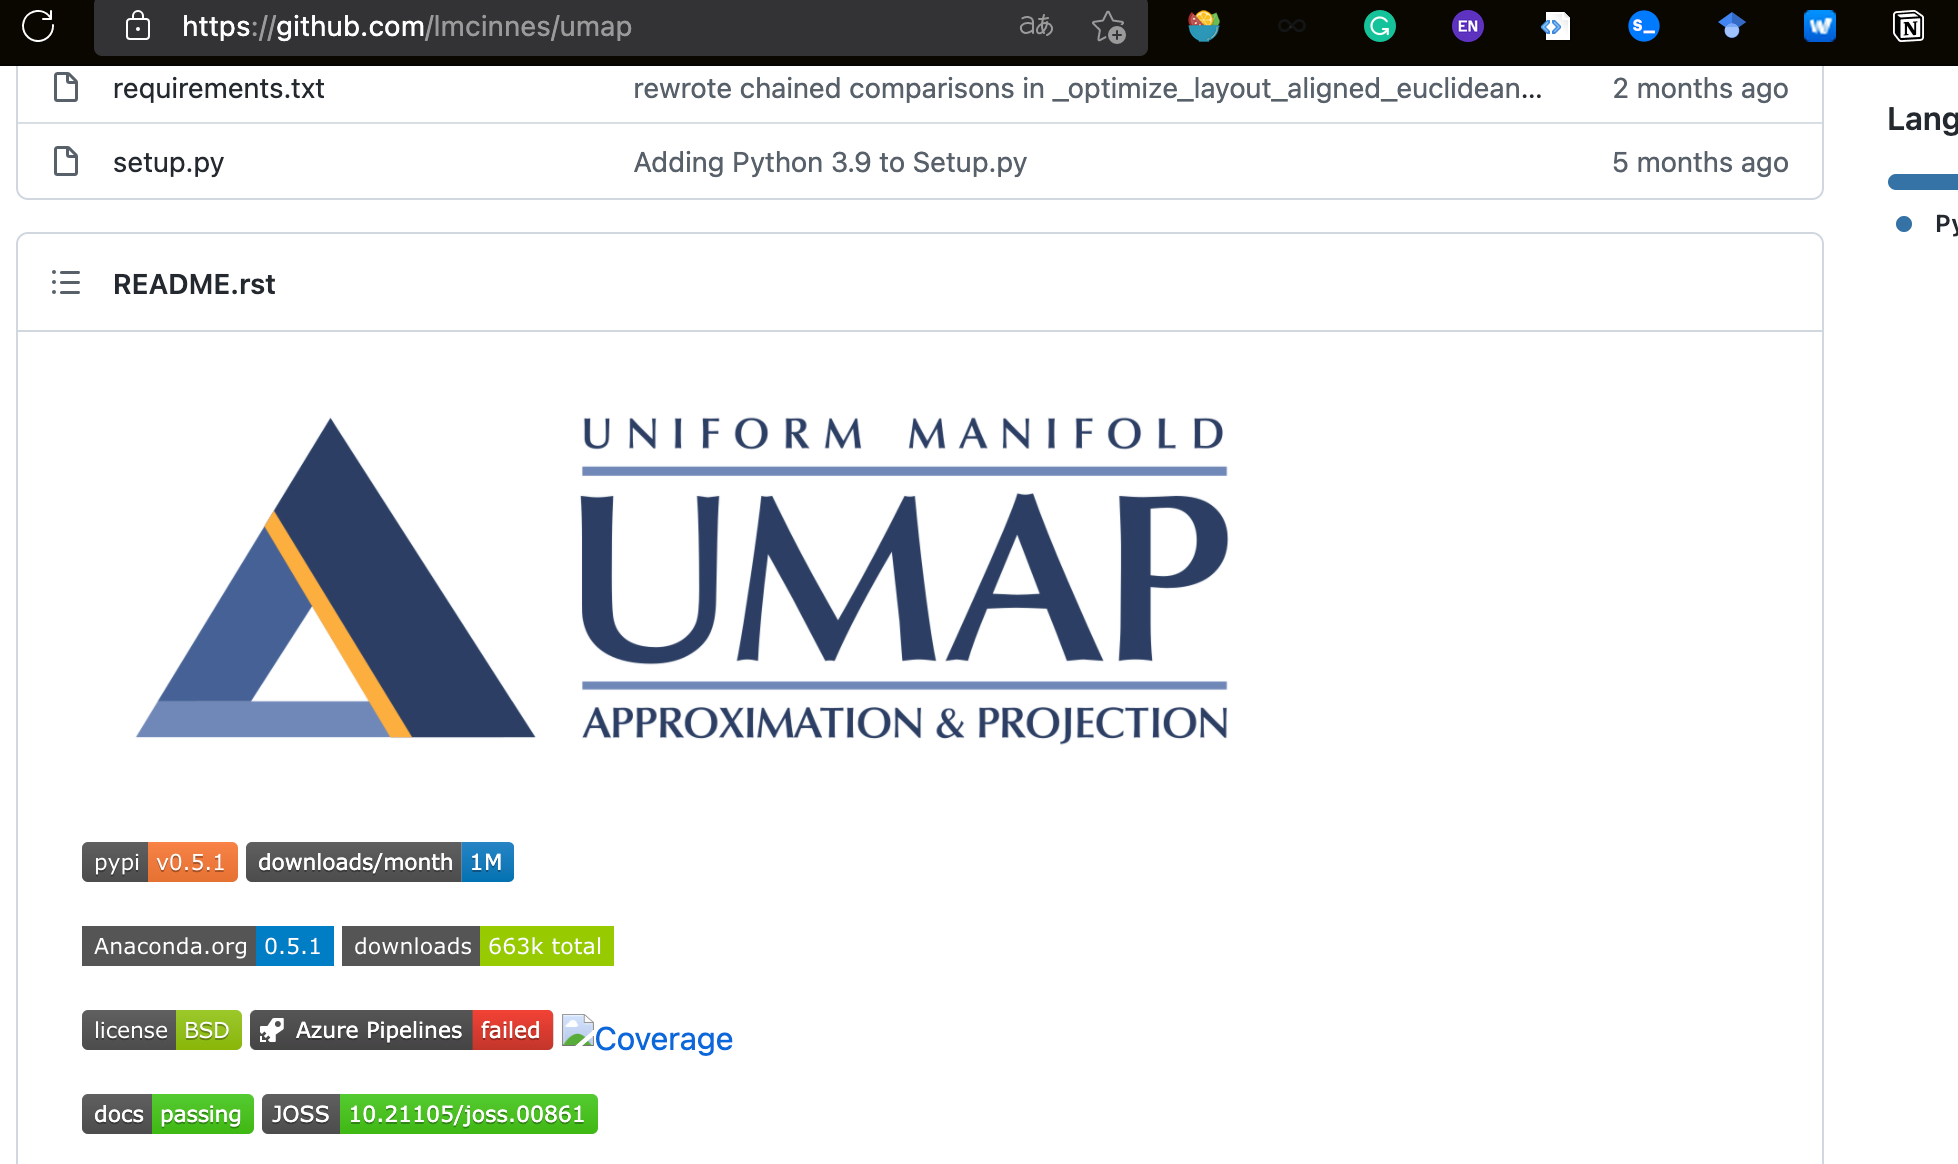 https://github.com/lmcinnes/umap aあ G EN S_ W N
requirements.txt rewrote chained comparisons in _optimize_layout_aligned_euclidean... 2 months ago
Lang
setup.py Adding Python 3.9 to Setup.py 5 months ago
Py
README.rst
UNIFORM MANIFOLD
UMAP
APPROXIMATION & PROJECTION
pypi v0.5.1 downloads/month 1M
Anaconda.org 0.5.1 downloads 663k total
license BSD Azure Pipelines failed Coverage
docs passing JOSS 10.21105/joss.00861